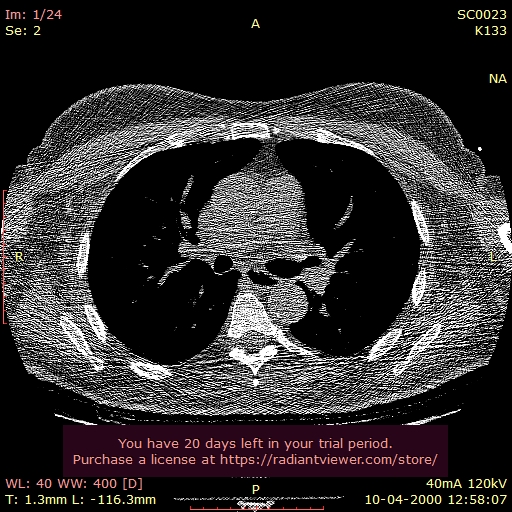 Im: 1/24
Se: 2
A
SC0023
K133
NA
R
L
You have 20 days left in your trial period.
Purchase a license at https://radiantviewer.com/store/
WL: 40 WW: 400 [D]
T: 1.3mm L: -116.3mm
P
40mA 120kV
10-04-2000 12:58:07